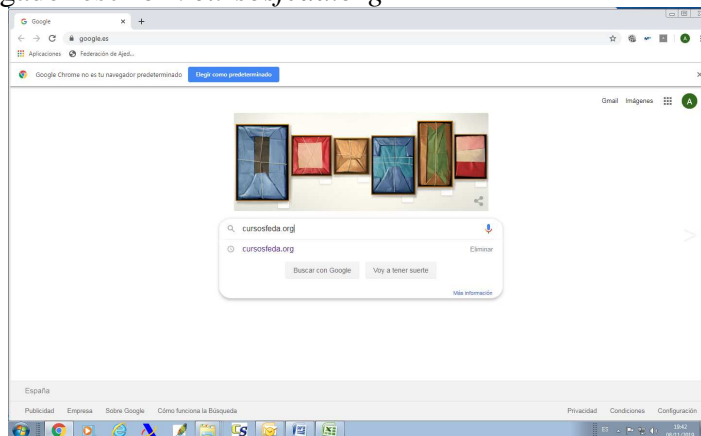 Google
google.es
Aplicaciones Federación de Ajed...
Google Chrome no es tu navegador predeterminado Elegir como predeterminado
Gmail Imágenes A
cursosfeda.org
cursosfeda.org Eliminar
Buscar con Google Voy a tener suerte
Más información
España
Publicidad Empresa Sobre Google Cómo funciona la Búsqueda Privacidad Condiciones Configuración
ES 19:42